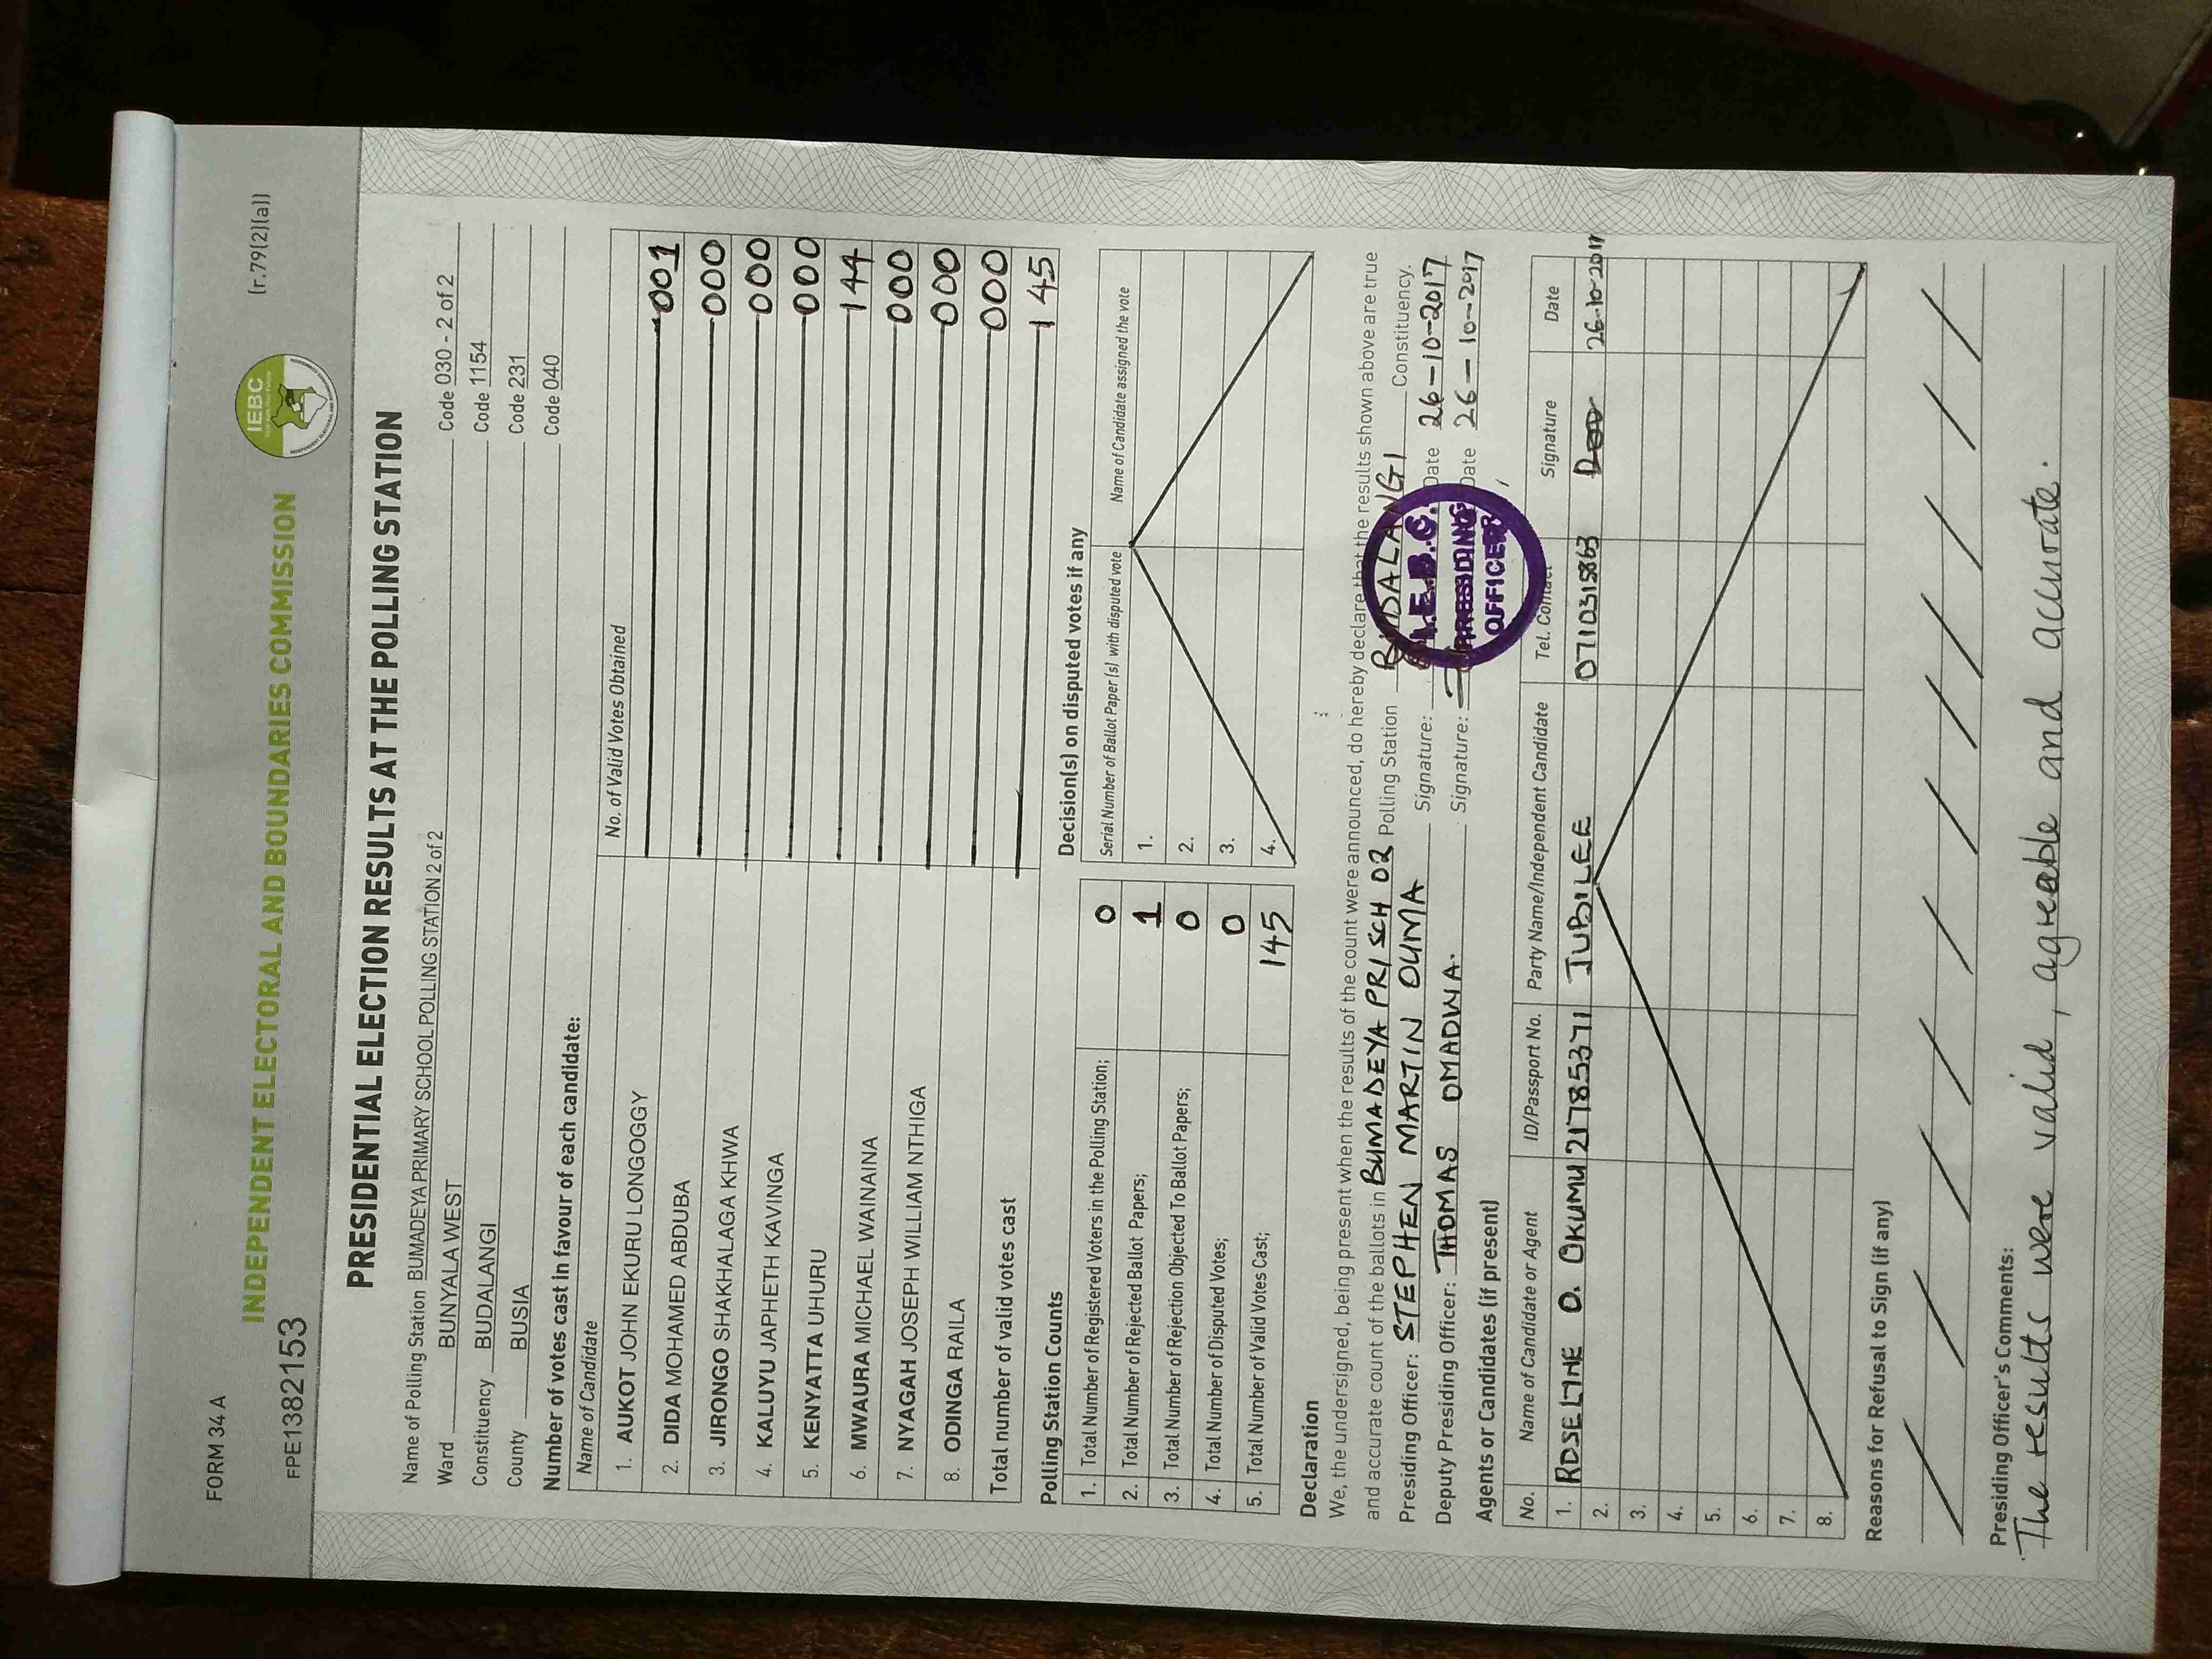 FORM 34 A
(r.79(2)(a))
IEBC
INDEPENDENT ELECTORAL AND BOUNDARIES COMMISSION
FPE1382153
PRESIDENTIAL ELECTION RESULTS AT THE POLLING STATION
Name of Polling Station BUMADEYA PRIMARY SCHOOL POLLING STATION 2 of 2 Code 030 - 2 of 2
Ward BUNYALA WEST Code 1154
Constituency BUDALANGI Code 231
County BUSIA Code 040
Number of votes cast in favour of each candidate:
Name of Candidate No. of Valid Votes Obtained
1. AUKOT JOHN EKURU LONGOGGY 001
2. DIDA MOHAMED ABDUBA 000
3. JIRONGO SHAKHALAGA KHWA 000
4. KALUYU JAPHETH KAVINGA 000
5. KENYATTA UHURU 144
6. MWAURA MICHAEL WAINAINA 000
7. NYAGAH JOSEPH WILLIAM NTHIGA 000
8. ODINGA RAILA 000
Total number of valid votes cast 145
Polling Station Counts
1. Total Number of Registered Voters in the Polling Station; 0
2. Total Number of Rejected Ballot Papers; 1
3. Total Number of Rejection Objected To Ballot Papers; 0
4. Total Number of Disputed Votes; 0
5. Total Number of Valid Votes Cast; 145
Decision(s) on disputed votes if any
Serial Number of Ballot Paper (s) with disputed vote Name of Candidate assigned the vote
1.
2.
3.
4.
Declaration
We, the undersigned, being present when the results of the count were announced, do hereby declare that the results shown above are true
and accurate count of the ballots in BUMADEYA PRI SCH 02 Polling Station BUDALANGI Constituency.
Presiding Officer: STEPHEN MARTIN OUMA Signature: Date 26-10-2017
Deputy Presiding Officer: THOMAS OMADWA. Signature: Date 26-10-2017
I.E.B.C.
PRESIDING
OFFICER
Agents or Candidates (if present)
No. Name of Candidate or Agent ID/Passport No. Party Name/Independent Candidate Tel. Contact Signature Date
1. ROSELINE O. OKUMU 21785371 JUBILEE 0710315863 26-10-2017
2.
3.
4.
5.
6.
7.
8.
Reasons for Refusal to Sign (if any)
Presiding Officer's Comments:
The results were valid, agreeable and accurate.